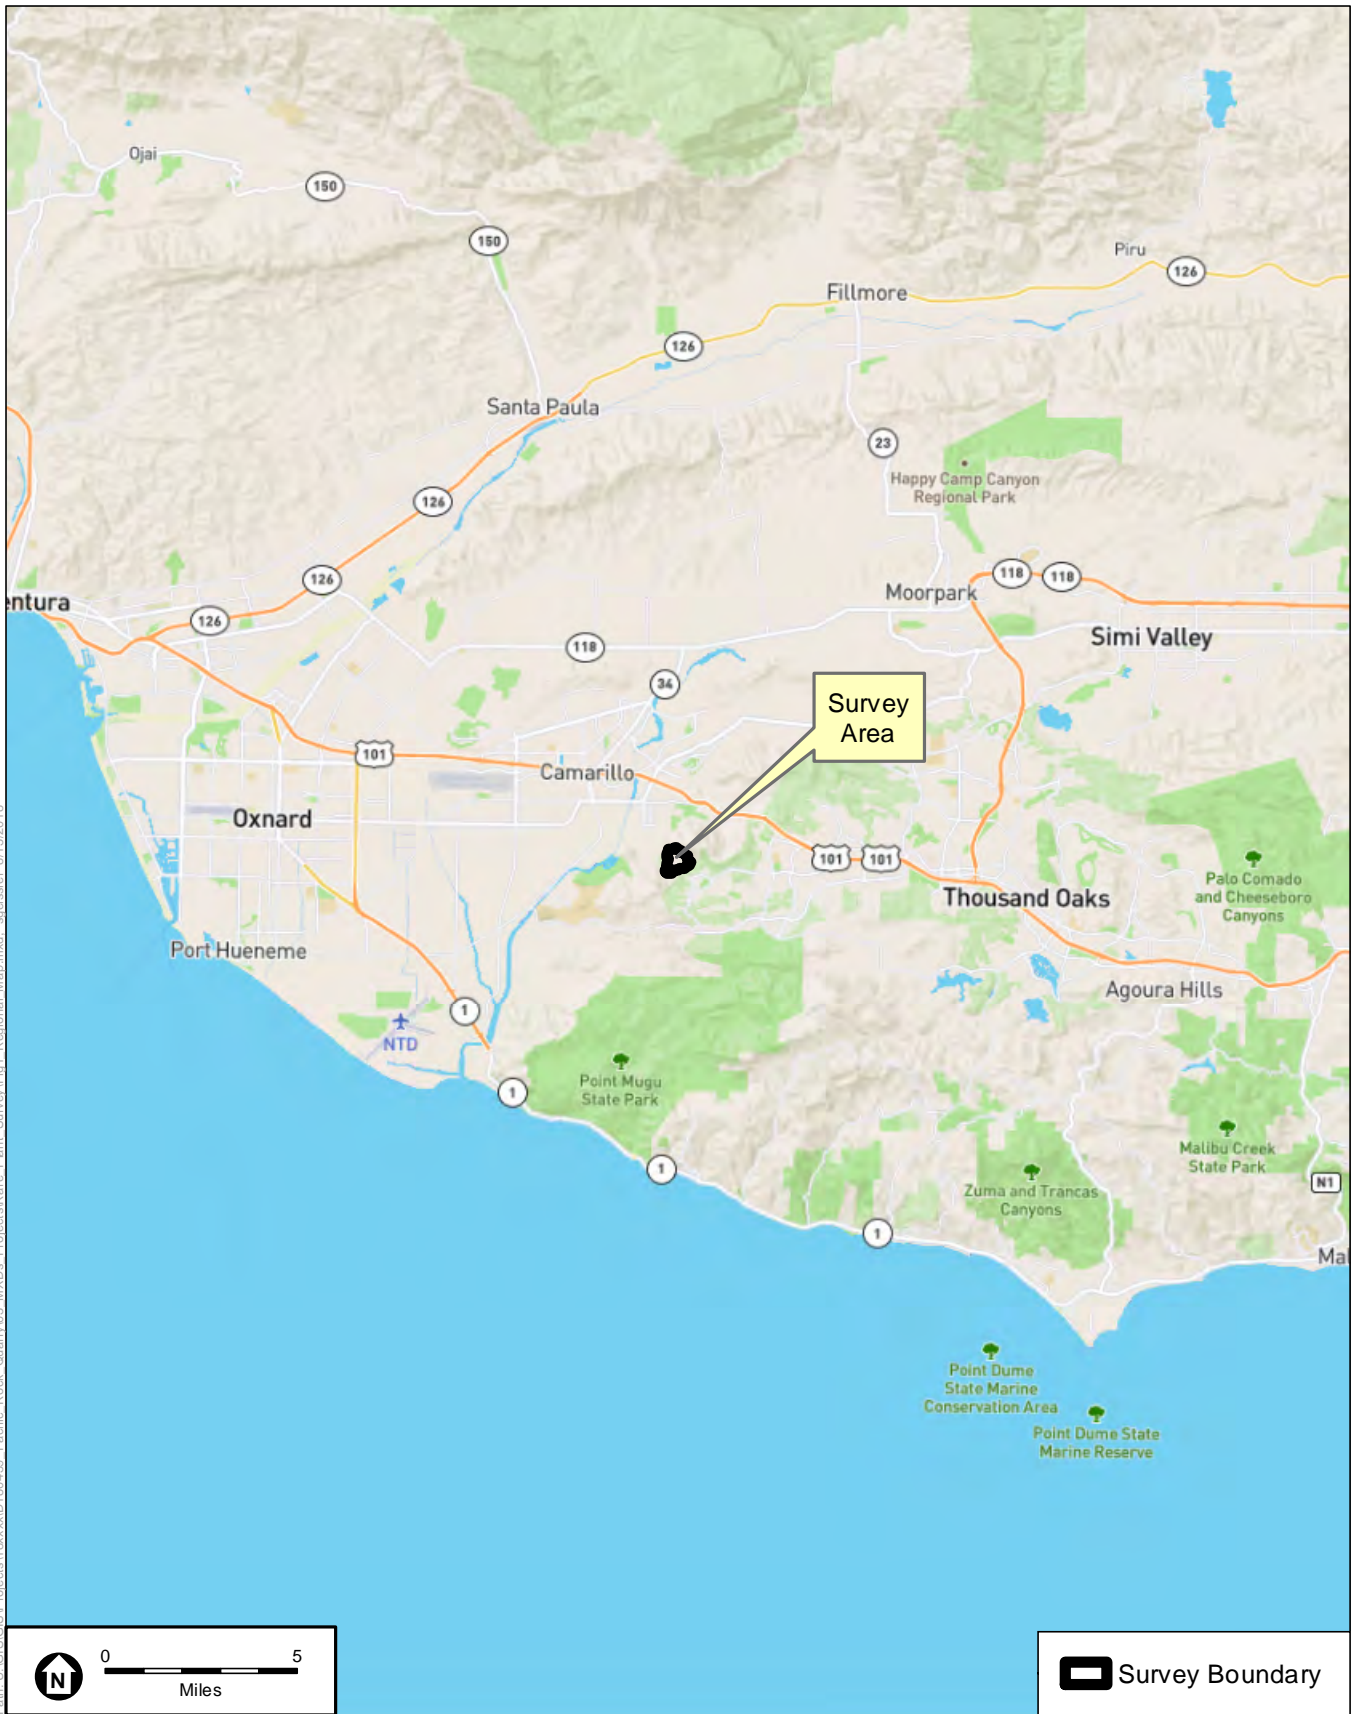 Ojai
150
150
Piru
126
Fillmore
126
Santa Paula
23
Happy Camp Canyon
Regional Park
126
126
118
118
Moorpark
entura
126
Simi Valley
118
34
Survey
Area
101
Camarillo
Oxnard
101
101
Palo Comado
and Cheeseboro
Canyons
Thousand Oaks
Port Hueneme
Agoura Hills
1
NTD
Point Mugu
State Park
1
Malibu Creek
State Park
1
Zuma and Trancas
Canyons
N1
1
Mal
Point Dume
State Marine
Conservation Area
Point Dume State
Marine Reserve
N
0 5
Miles
Survey Boundary